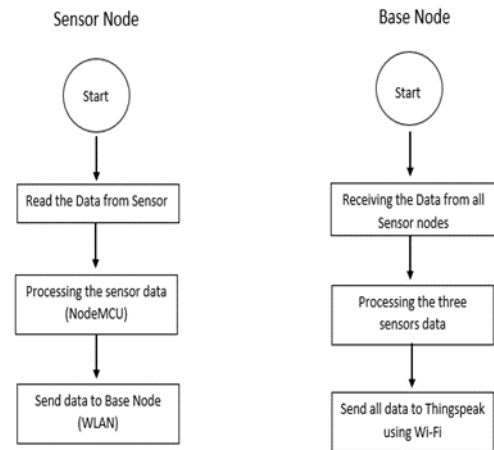 Sensor Node
Start
Read the Data from Sensor
Processing the sensor data
(NodeMCU)
Send data to Base Node
(WLAN)
Base Node
Start
Receiving the Data from all
Sensor nodes
Processing the three
sensors data
Send all data to Thingspeak
using Wi-Fi